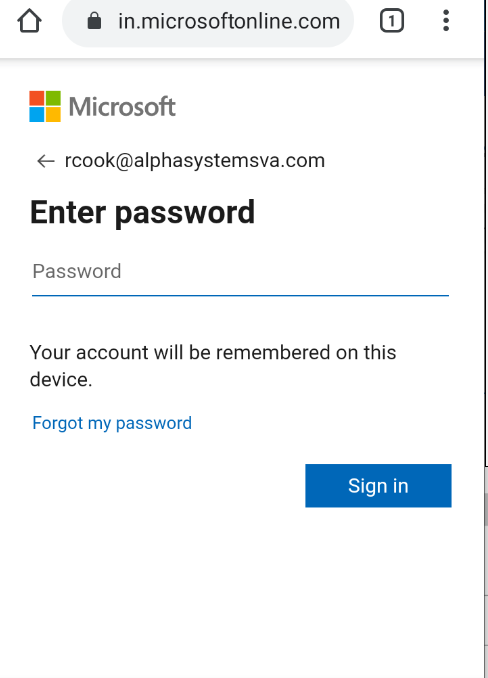 in.microsoftonline.com
1
Microsoft
← rcook@alphasystemsva.com
Enter password
Password
Your account will be remembered on this
device.
Forgot my password
Sign in